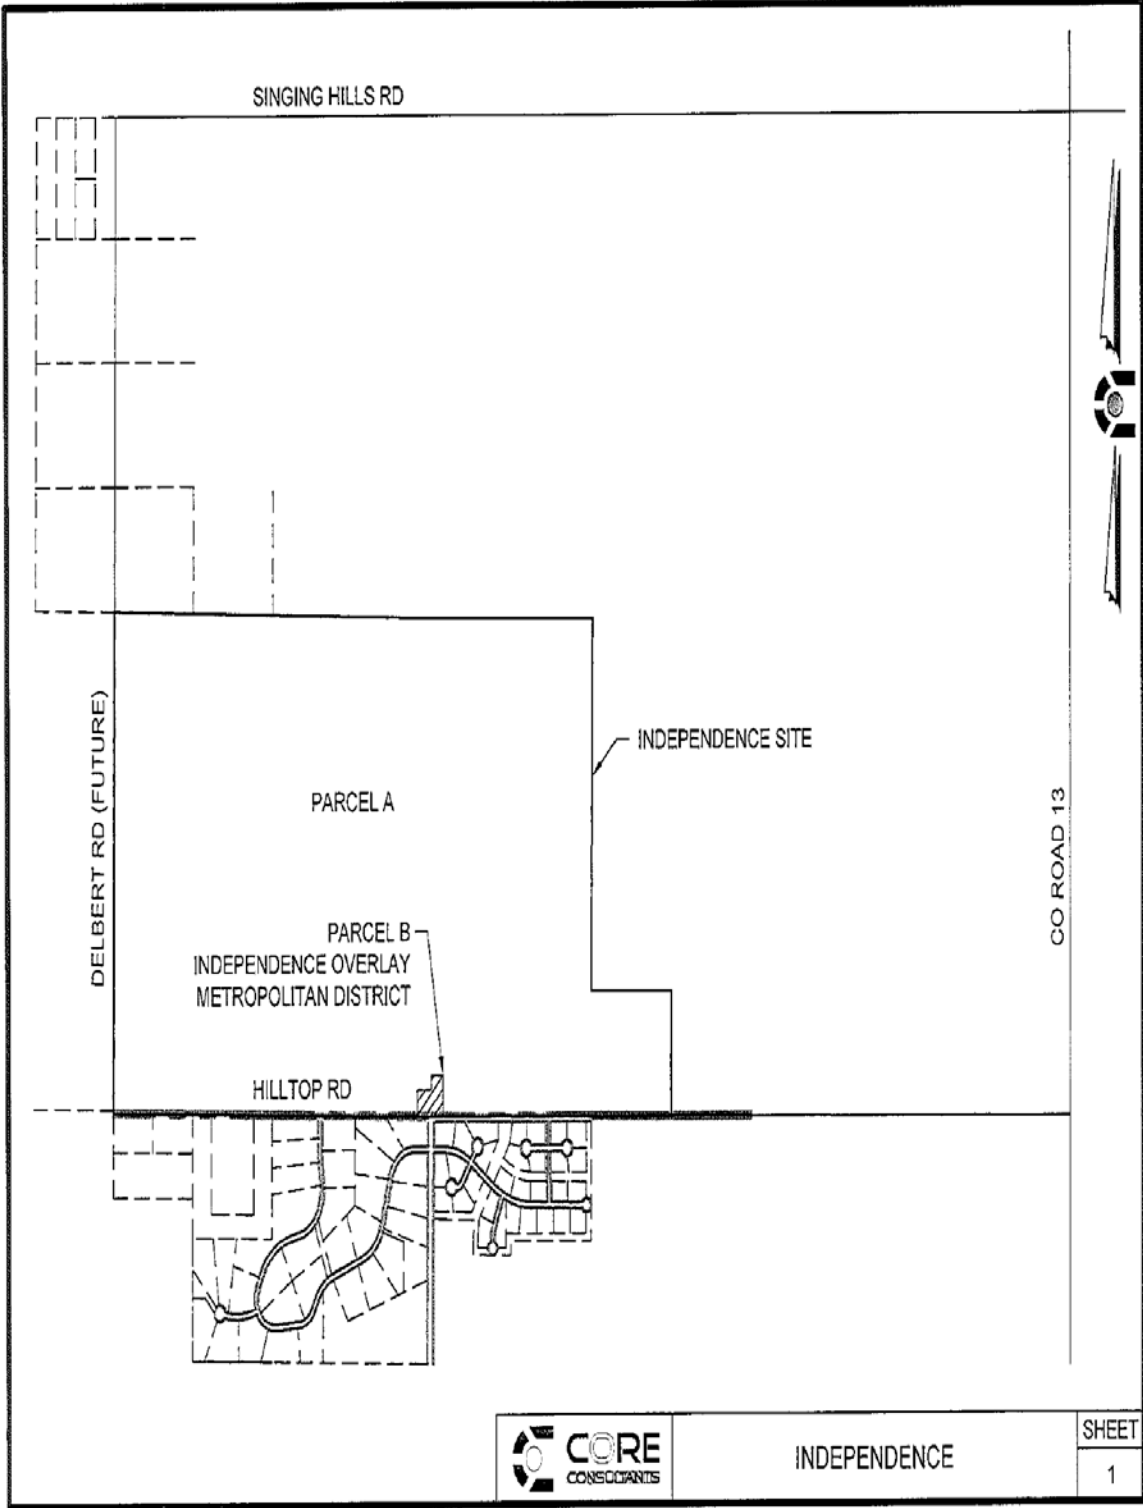 SINGING HILLS RD
DELBERT RD (FUTURE)
INDEPENDENCE SITE
PARCEL A
CO ROAD 13
PARCEL B
INDEPENDENCE OVERLAY
METROPOLITAN DISTRICT
HILLTOP RD
CORE
CONSULTANTS
INDEPENDENCE
SHEET
1